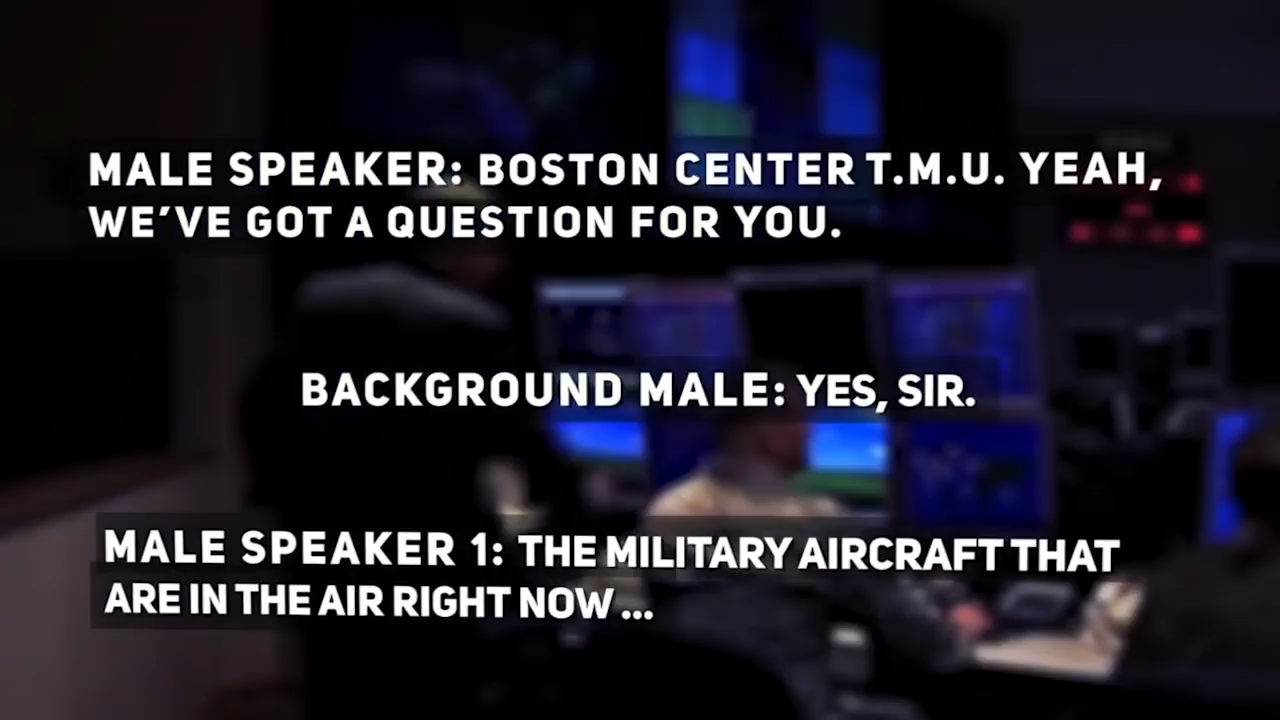 MALE SPEAKER: BOSTON CENTER T.M.U. YEAH,
WE'VE GOT A QUESTION FOR YOU.
BACKGROUND MALE: YES, SIR.
MALE SPEAKER 1: THE MILITARY AIRCRAFT THAT
ARE IN THE AIR RIGHT NOW ...